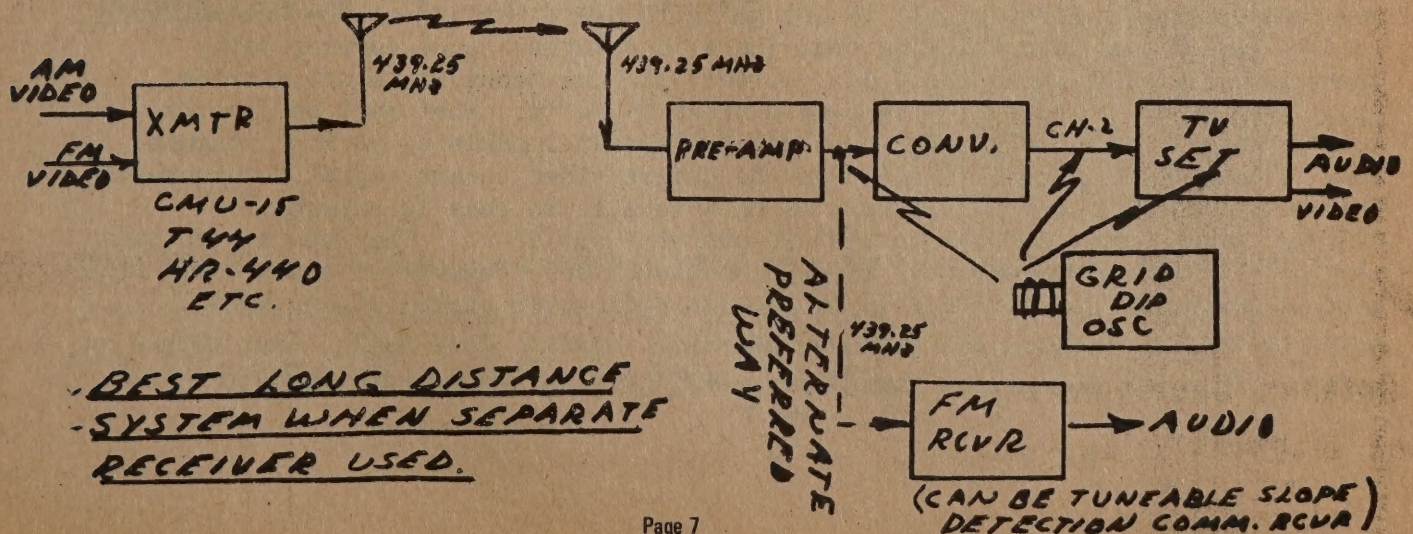 AM
VIDEO
FM
VIDEO
XMTR
CMU-15
T44
HR-440
ETC.
439.25
MHz
439.25 MHz
PRE-AMP
CONV.
CH-2
TV
SET
AUDIO
VIDEO
GRID
DIP
OSC
ALTERNATE
PREFERRED
WAY
439.25
MHz
FM
RCVR
AUDIO
(CAN BE TUNEABLE SLOPE
DETECTION COMM. RCVR)
BEST LONG DISTANCE
SYSTEM WHEN SEPARATE
RECEIVER USED.
Page 7